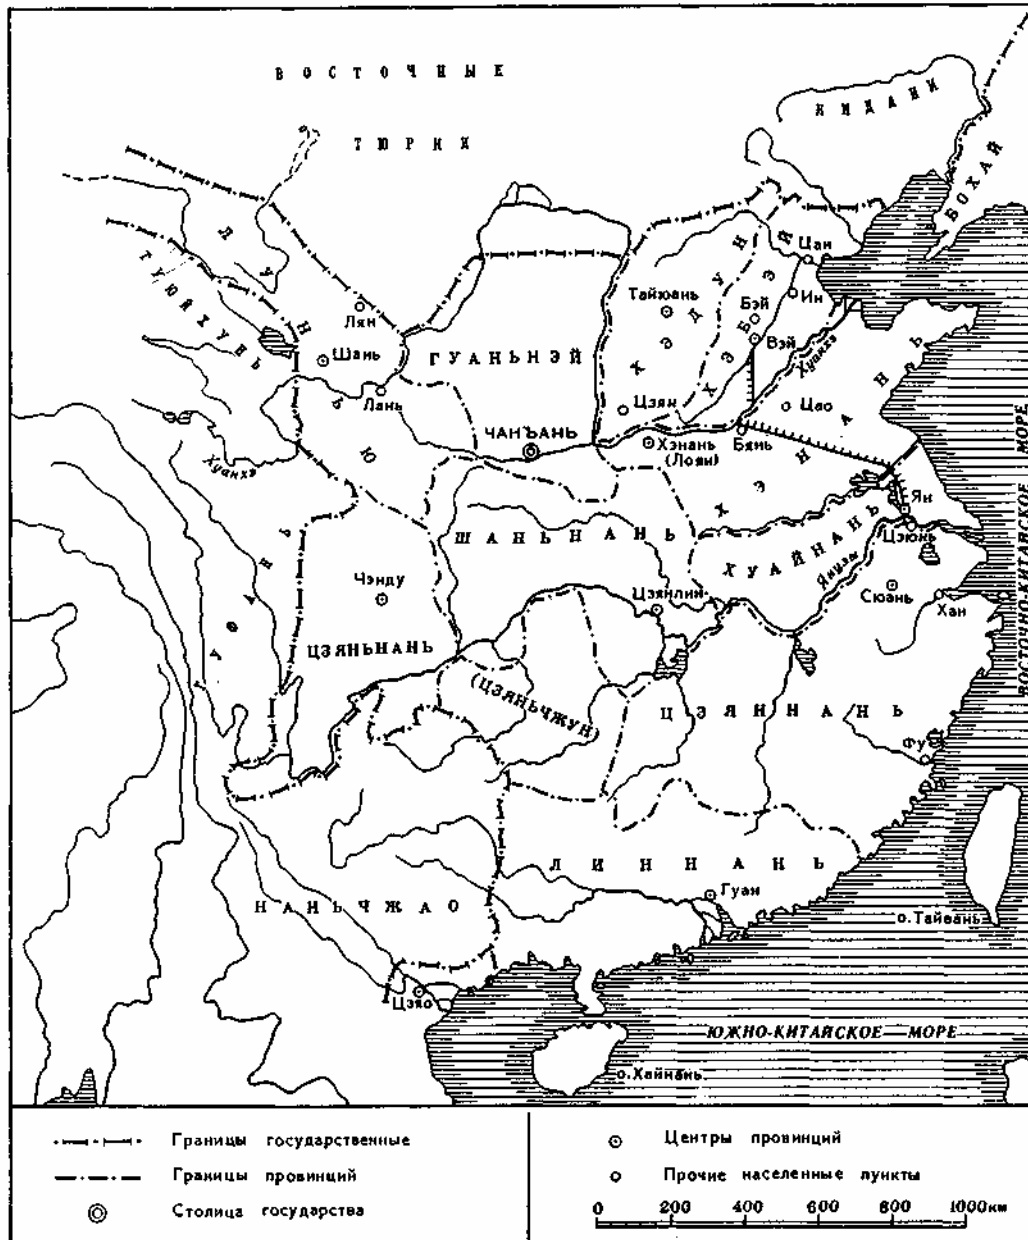 ВОСТОЧНЫЕ
ТЮРКИ
КИДАНИ
БОХАЙ
ЛУНЪЮ
ТУЮЙХУНЬ
ХЭДУН
ХЭБЭЙ
Цан
Тайюань
Бэй
Ин
Лян
Вэй
Шань
ГУАНЬНЭЙ
Хуанхэ
Лань
Цзян
Цао
ЧАНЪАНЬ
Хэнань
(Лоян)
Бянь
Хуанхэ
ХЭНАНЬ
Ян
Цзюнь
ШАНЬНАНЬ
ХУАЙНАНЬ
Янцзы
Чэнду
Цзянлин
Сюань
Хан
ВОСТОЧНО-КИТАЙСКОЕ МОРЕ
ЦЗЯНЬНАНЬ
(ЦЗЯНЬЧЖУН)
ЦЗЯННАНЬ
Фу
ЛИННАНЬ
Гуан
НАНЬЧЖАО
о. Тайвань
Цзяо
ЮЖНО-КИТАЙСКОЕ МОРЕ
о. Хайнань
Границы государственные
Границы провинций
Столица государства
Центры провинций
Прочие населенные пункты
0 200 400 600 800 1000км